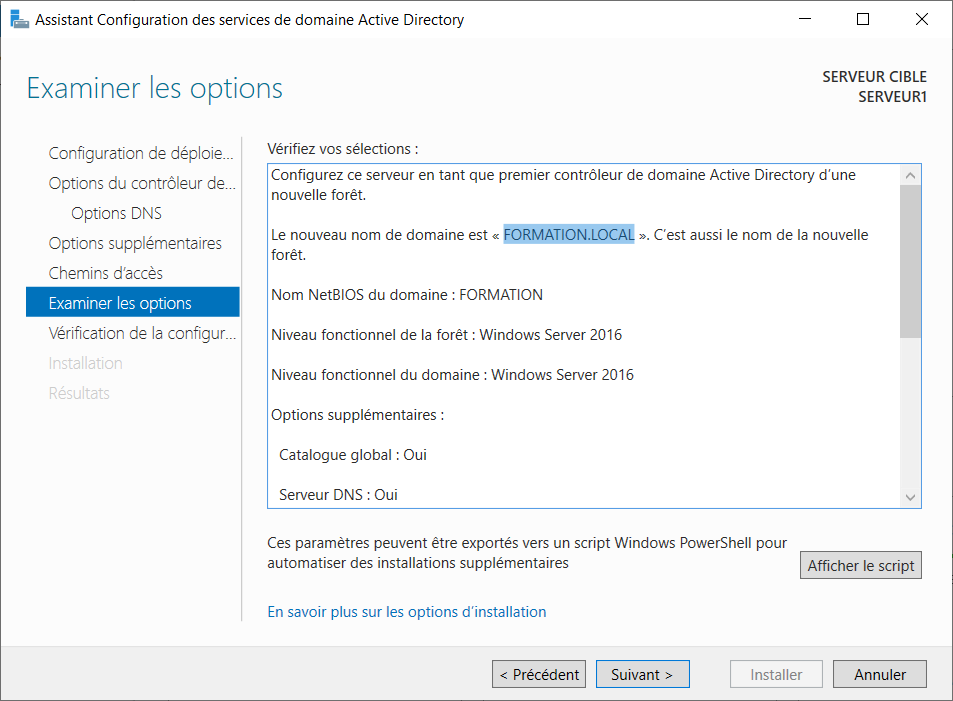 Assistant Configuration des services de domaine Active Directory
Examiner les options
SERVEUR CIBLE
SERVEUR1
Configuration de déploie...
Options du contrôleur de...
Options DNS
Options supplémentaires
Chemins d’accès
Examiner les options
Vérification de la configur...
Installation
Résultats
Vérifiez vos sélections :
Configurez ce serveur en tant que premier contrôleur de domaine Active Directory d’une
nouvelle forêt.
Le nouveau nom de domaine est « FORMATION.LOCAL ». C’est aussi le nom de la nouvelle
forêt.
Nom NetBIOS du domaine : FORMATION
Niveau fonctionnel de la forêt : Windows Server 2016
Niveau fonctionnel du domaine : Windows Server 2016
Options supplémentaires :
Catalogue global : Oui
Serveur DNS : Oui
Ces paramètres peuvent être exportés vers un script Windows PowerShell pour
automatiser des installations supplémentaires
Afficher le script
En savoir plus sur les options d’installation
< Précédent
Suivant >
Installer
Annuler